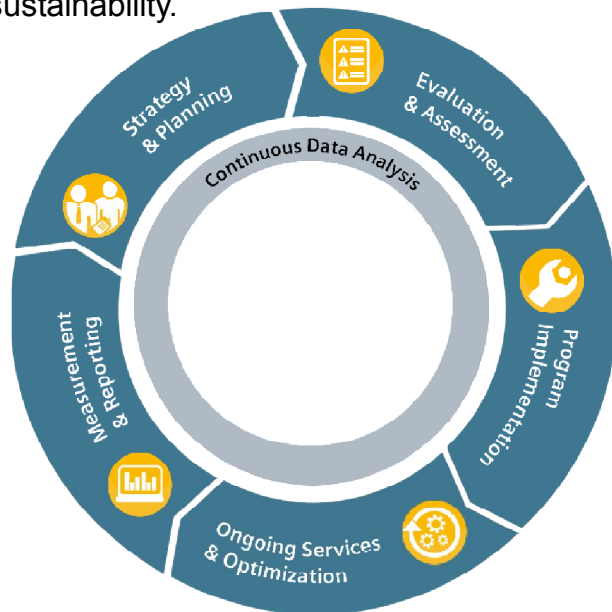 sustainability.
Strategy
& Planning
Evaluation
& Assessment
Continuous Data Analysis
Program
Implementation
Measurement
& Reporting
Ongoing Services
& Optimization